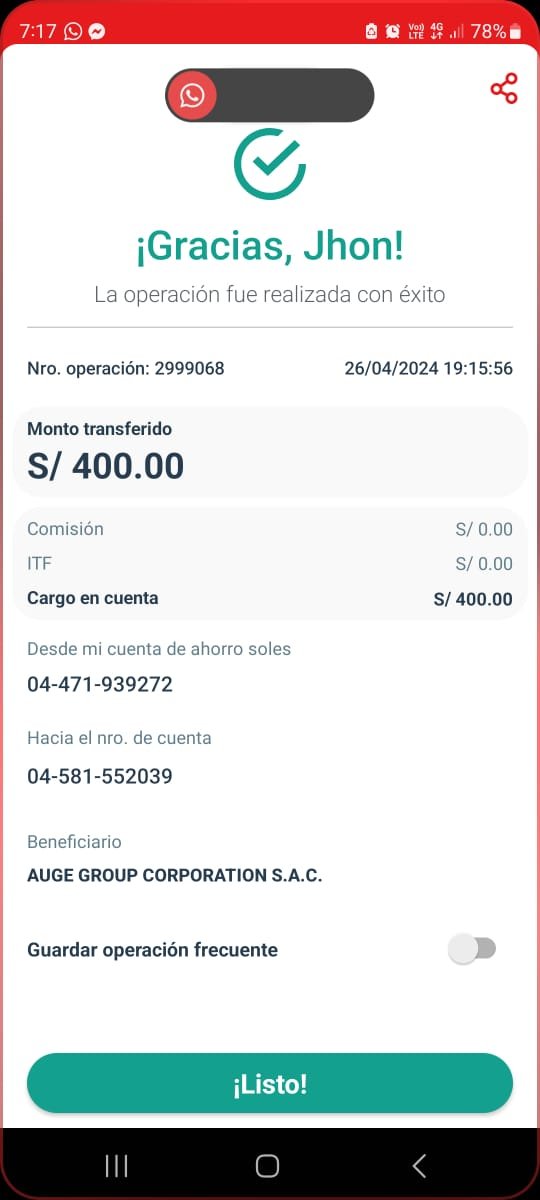 7:17 Vo)) LTE 4G 78%
¡Gracias, Jhon!
La operación fue realizada con éxito
Nro. operación: 2999068 26/04/2024 19:15:56
Monto transferido
S/ 400.00
Comisión S/ 0.00
ITF S/ 0.00
Cargo en cuenta S/ 400.00
Desde mi cuenta de ahorro soles
04-471-939272
Hacia el nro. de cuenta
04-581-552039
Beneficiario
AUGE GROUP CORPORATION S.A.C.
Guardar operación frecuente
¡Listo!